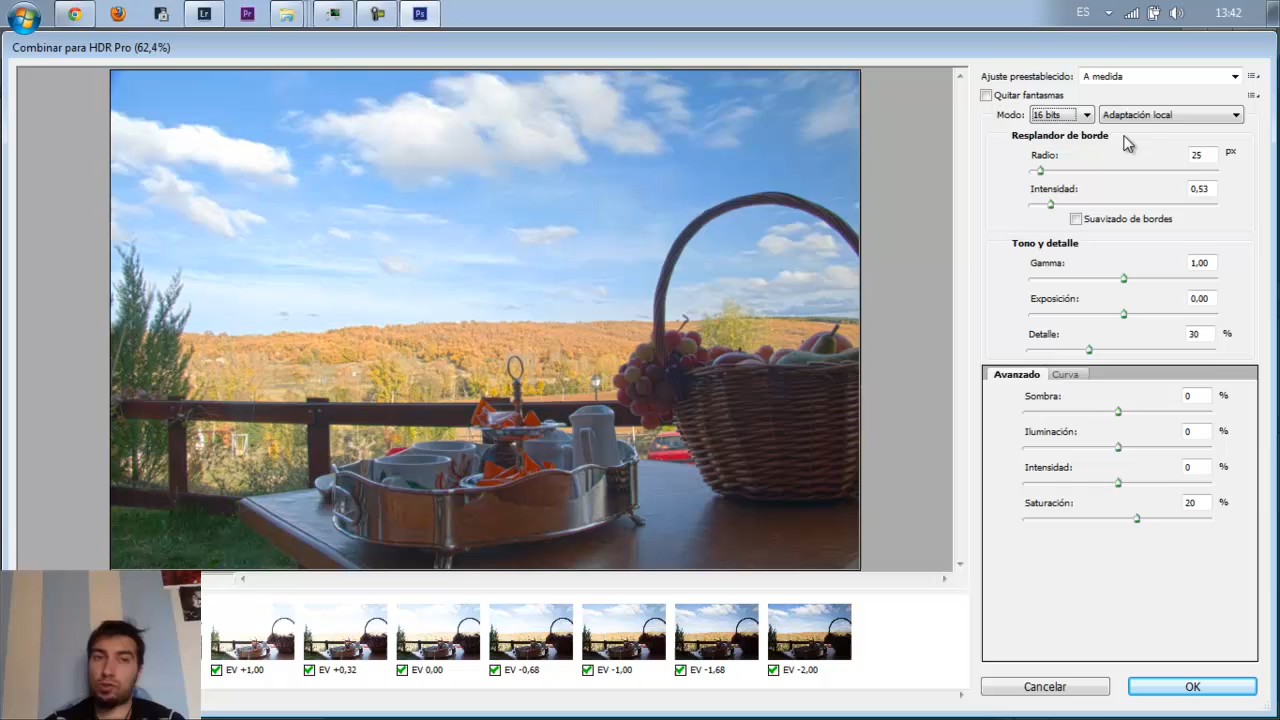 Lr
Pr
Ps
ES
13:42
Combinar para HDR Pro (62,4%)
Ajuste preestablecido: A medida
Quitar fantasmas
Modo: 16 bits Adaptación local
Resplandor de borde
Radio: 25 px
Intensidad: 0,53
Suavizado de bordes
Tono y detalle
Gamma: 1,00
Exposición: 0,00
Detalle: 30 %
Avanzado Curva
Sombra: 0 %
Iluminación: 0 %
Intensidad: 0 %
Saturación: 20 %
EV +1,00 EV +0,32 EV 0,00 EV -0,68 EV -1,00 EV -1,68 EV -2,00
Cancelar OK